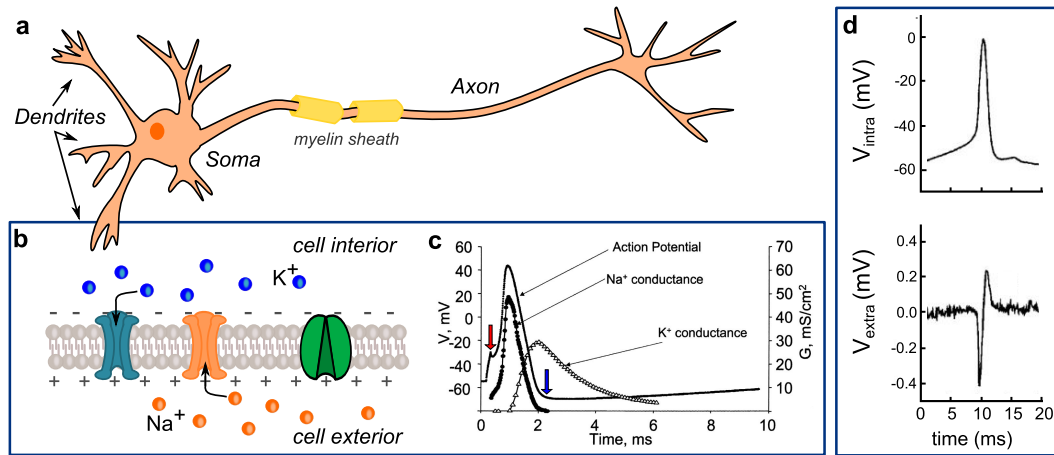 a
Dendrites
Soma
myelin sheath
Axon
b
cell interior
K+
- - - - - - - -
+ + + + + + + +
Na+
cell exterior
c
V, mV
60
40
20
0
-20
-40
-60
Action Potential
Na+ conductance
K+ conductance
70
60
50
40
30
20
10
G, mS/cm²
0 2 4 6 8 10
Time, ms
d
Vintra (mV)
0
-20
-40
-60
Vextra (mV)
0.4
0.2
0.0
-0.2
-0.4
0 5 10 15 20
time (ms)